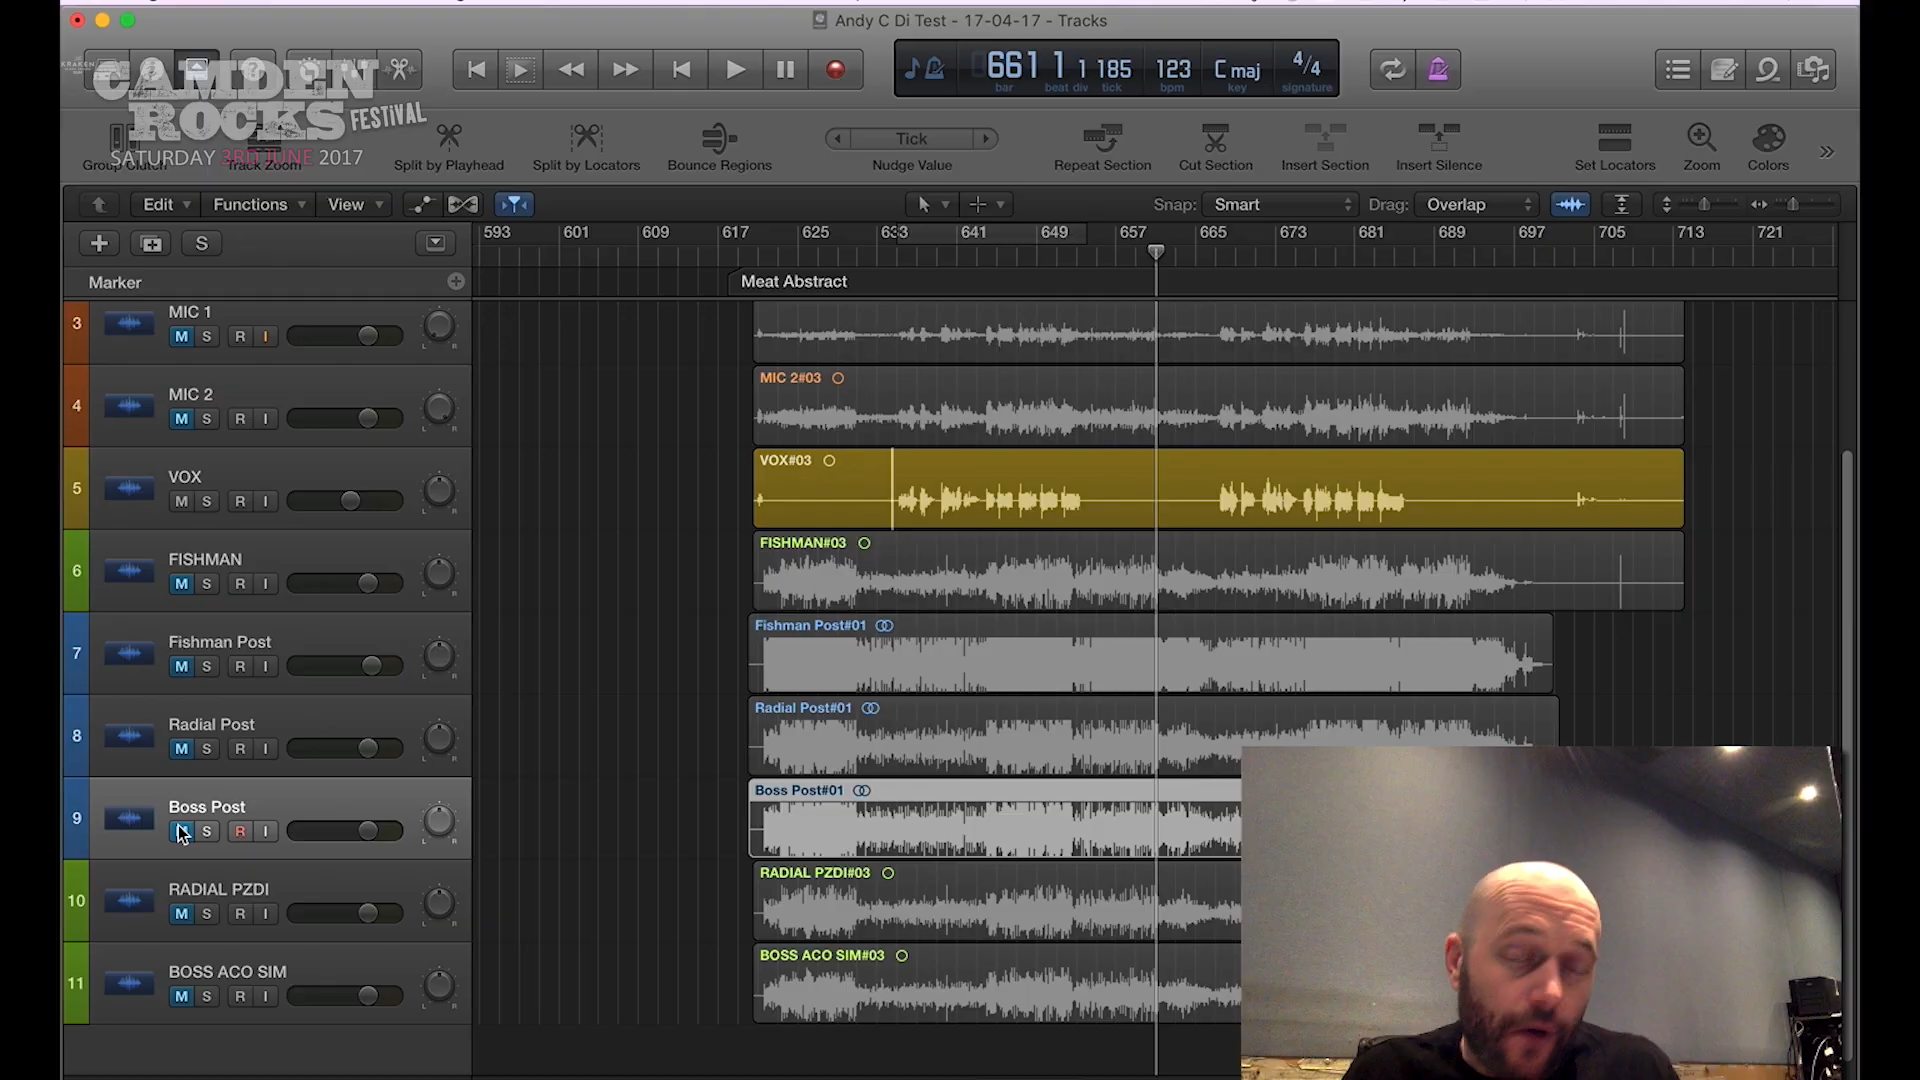 Andy C Di Test - 17-04-17 - Tracks
CAMDEN
ROCKS
FESTIVAL
SATURDAY 3RD JUNE 2017
661 1 1 185 123 C maj 4/4
bar beat div tick bpm key signature
Group Clutch Track Zoom Split by Playhead Split by Locators Bounce Regions Tick Nudge Value Repeat Section Cut Section Insert Section Insert Silence Set Locators Zoom Colors
Edit Functions View Snap: Smart Drag: Overlap
S 593 601 609 617 625 633 641 649 657 665 673 681 689 697 705 713 721
Marker Meat Abstract
3 MIC 1
M S R I
4 MIC 2 MIC 2#03
M S R I
5 VOX VOX#03
M S R I
6 FISHMAN FISHMAN#03
M S R I
7 Fishman Post Fishman Post#01
M S R I
8 Radial Post Radial Post#01
M S R I
9 Boss Post Boss Post#01
S R I
10 RADIAL PZDI RADIAL PZDI#03
M S R I
11 BOSS ACO SIM BOSS ACO SIM#03
M S R I